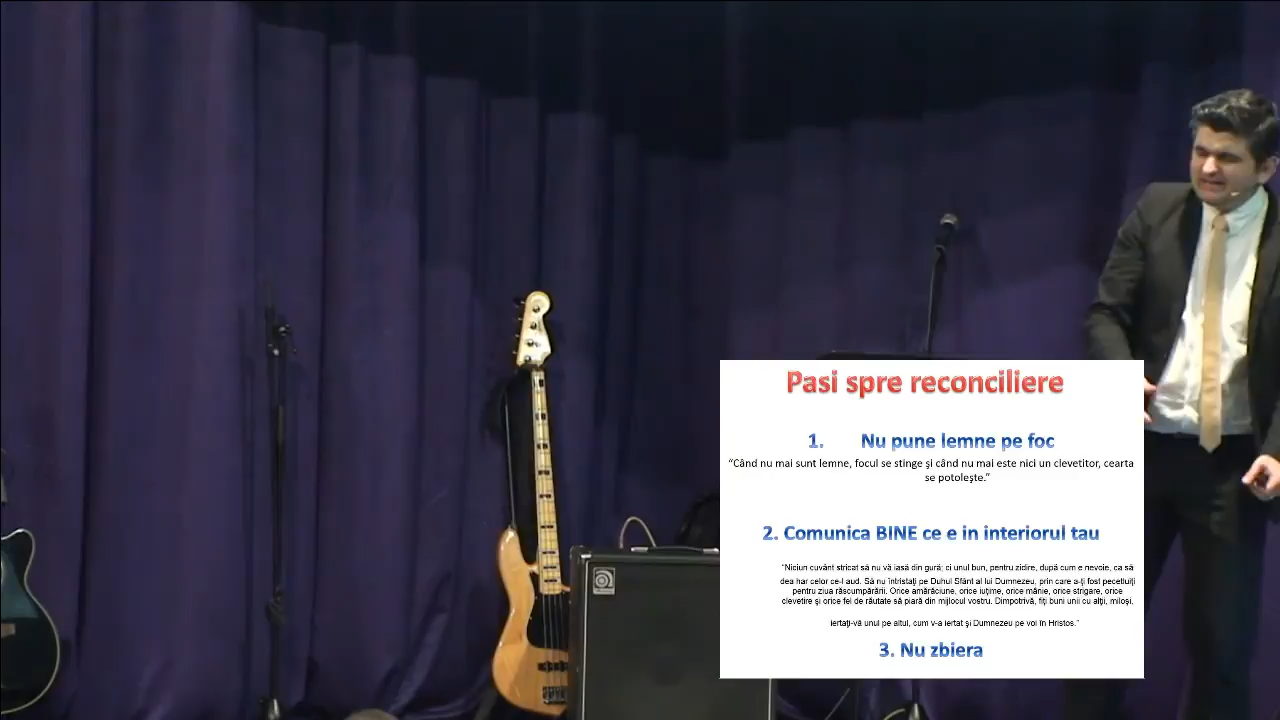 Pasi spre reconciliere
1. Nu pune lemne pe foc
“Când nu mai sunt lemne, focul se stinge şi când nu mai este nici un clevetitor, cearta
se potoleşte.”
2. Comunica BINE ce e in interiorul tau
“Niciun cuvânt stricat să nu vă iasă din gură; ci unul bun, pentru zidire, după cum e nevoie, ca să
dea har celor ce-l aud. Să nu întristaţi pe Duhul Sfânt al lui Dumnezeu, prin care a-ţi fost pecetluiţi
pentru ziua răscumpărării. Orice amărăciune, orice iuţime, orice mânie, orice strigare, orice
clevetire şi orice fel de răutate să piară din mijlocul vostru. Dimpotrivă, fiţi buni unii cu alţii, miloşi,
iertaţi-vă unul pe altul, cum v-a iertat şi Dumnezeu pe voi în Hristos.”
3. Nu zbiera